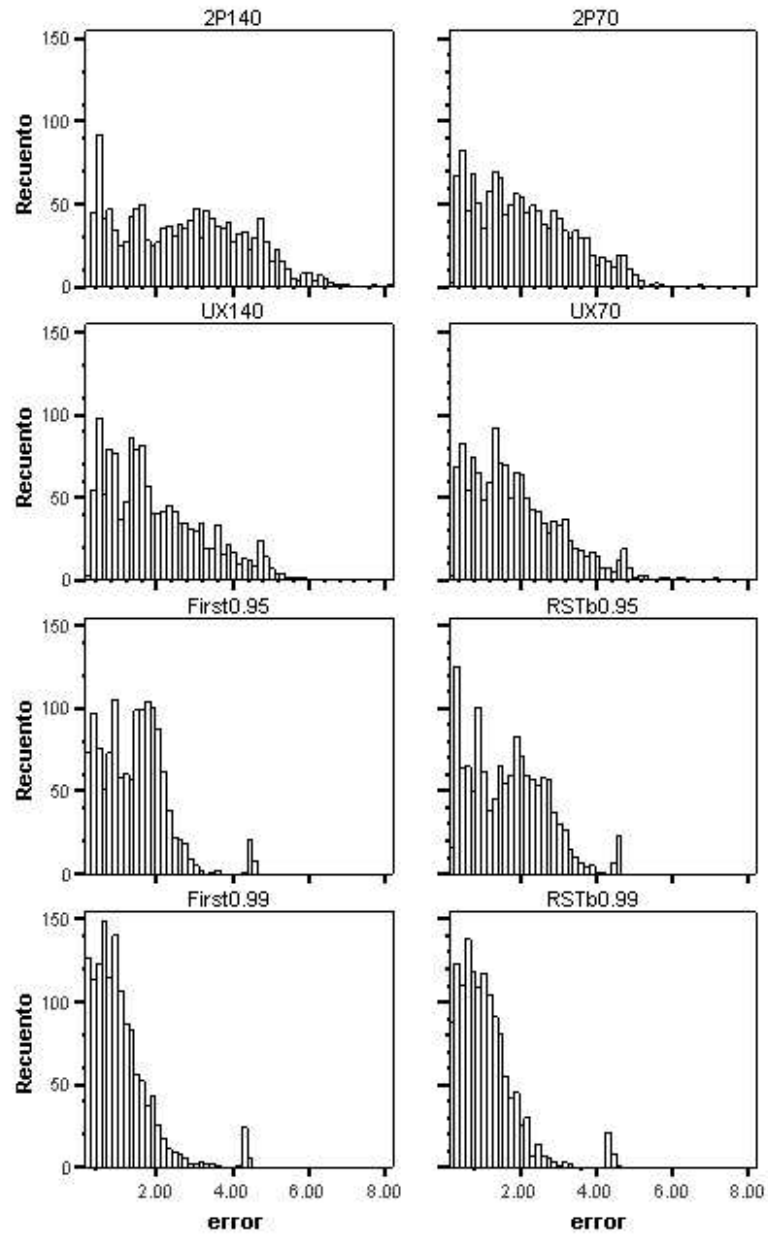 2P140 2P70
150
100
50
0
Recuento
UX140 UX70
150
100
50
0
Recuento
First0.95 RSTb0.95
150
100
50
0
Recuento
First0.99 RSTb0.99
150
100
50
0
Recuento
2.00 4.00 6.00 8.00 2.00 4.00 6.00 8.00
error error